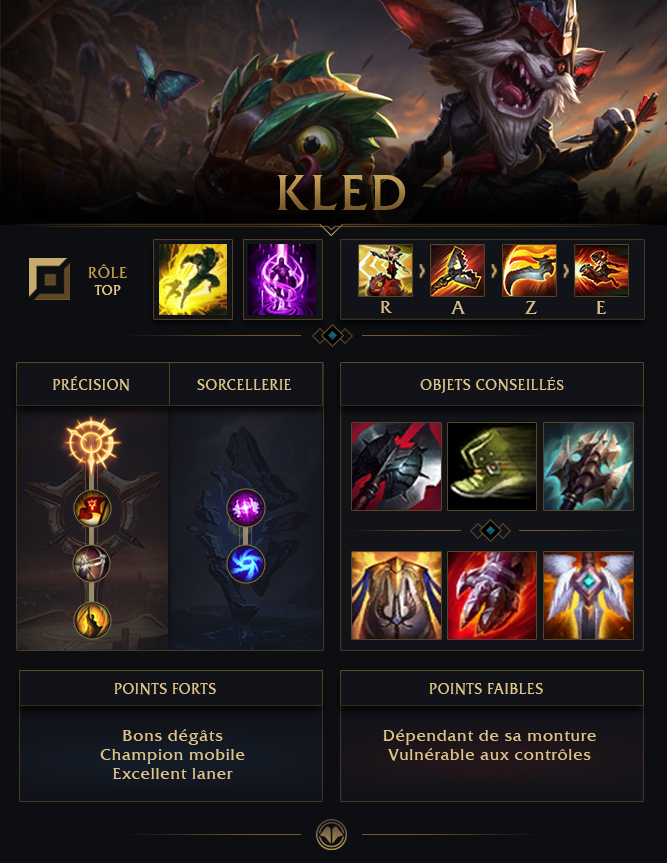 KLED
RÔLE
TOP
R
A
Z
E
PRÉCISION
SORCELLERIE
OBJETS CONSEILLÉS
POINTS FORTS
Bons dégâts
Champion mobile
Excellent laner
POINTS FAIBLES
Dépendant de sa monture
Vulnérable aux contrôles